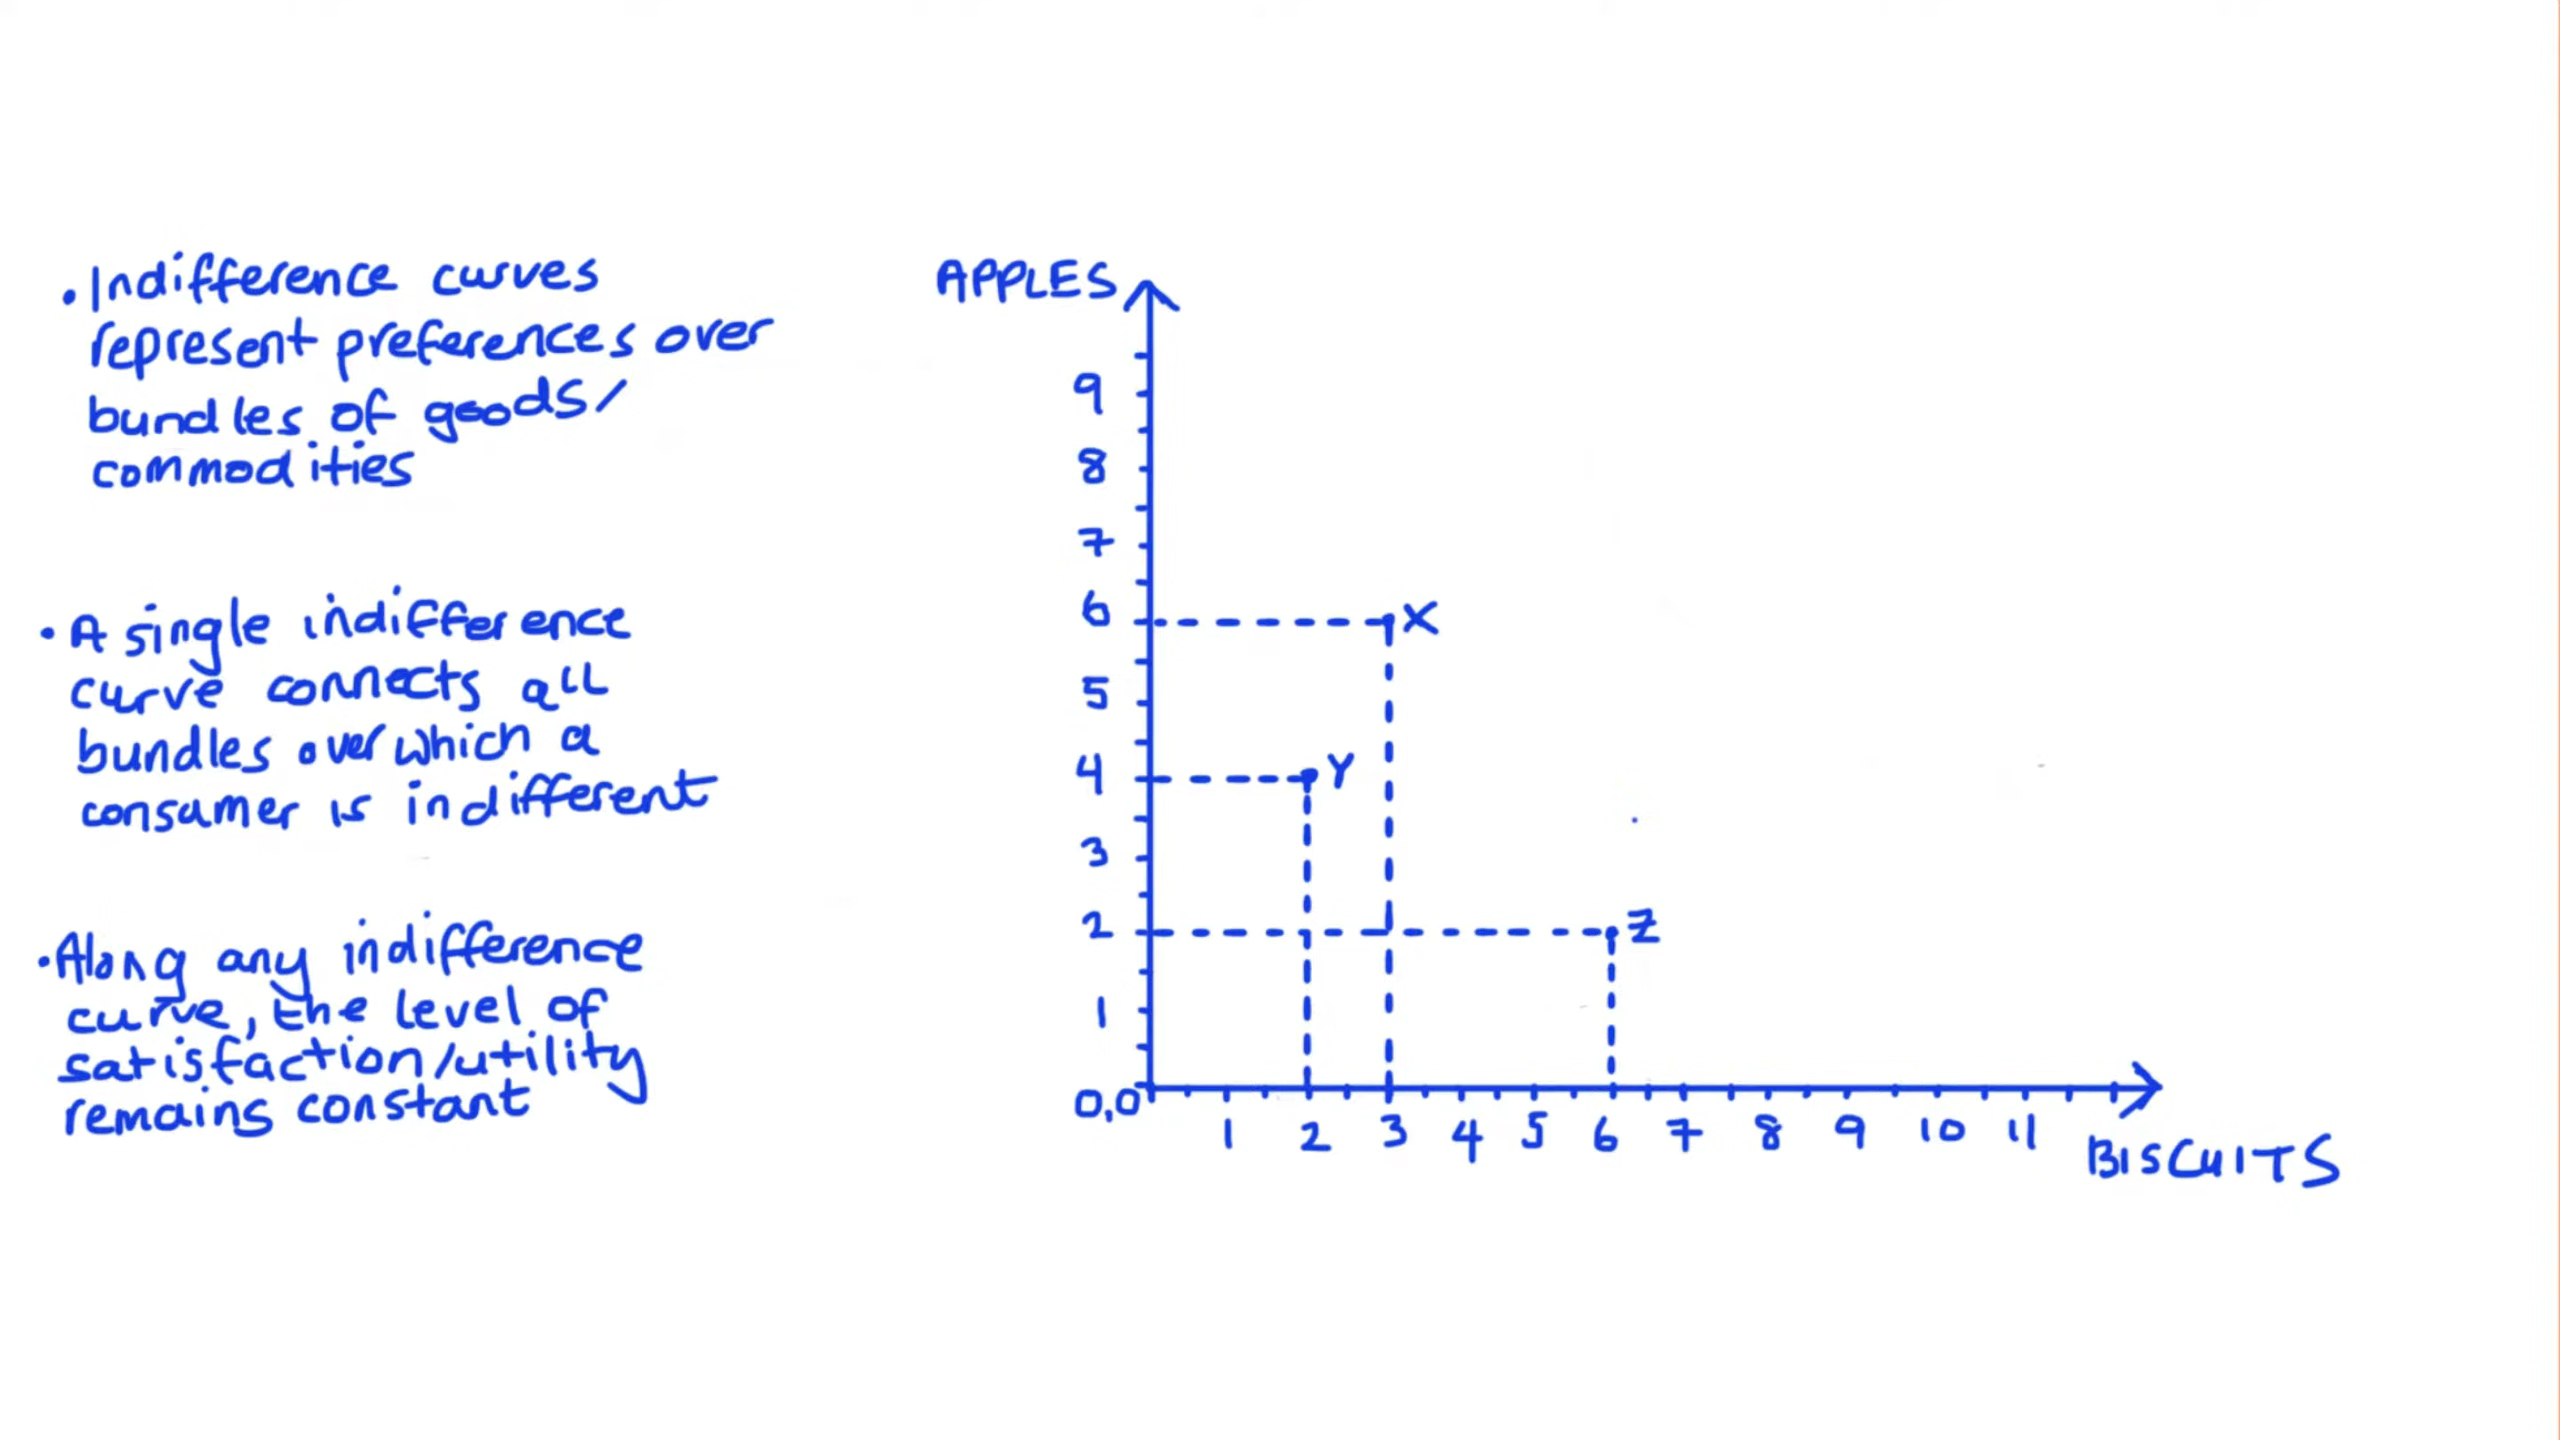 • Indifference curves
represent preferences over
bundles of goods/
commodities
• A single indifference
curve connects all
bundles over which a
consumer is indifferent
• Along any indifference
curve, the level of
satisfaction/utility
remains constant
APPLES
9
8
7
6
X
5
4
Y
3
2
Z
1
0,0
1 2 3 4 5 6 7 8 9 10 11
BISCUITS